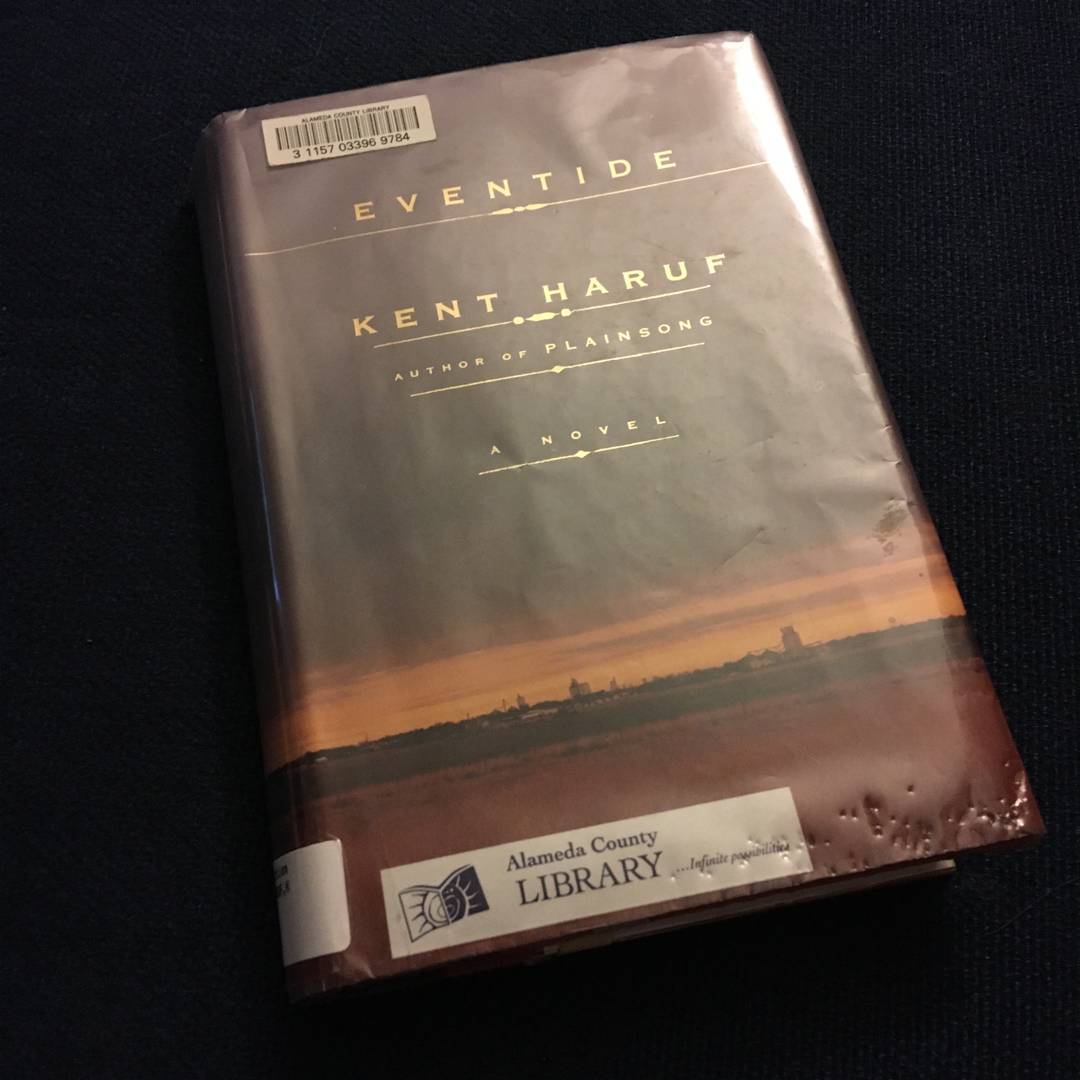 ALAMEDA COUNTY LIBRARY
3 1157 03396 9784
EVENTIDE
KENT HARUF
AUTHOR OF PLAINSONG
A NOVEL
Alameda County
LIBRARY ...Infinite possibilities